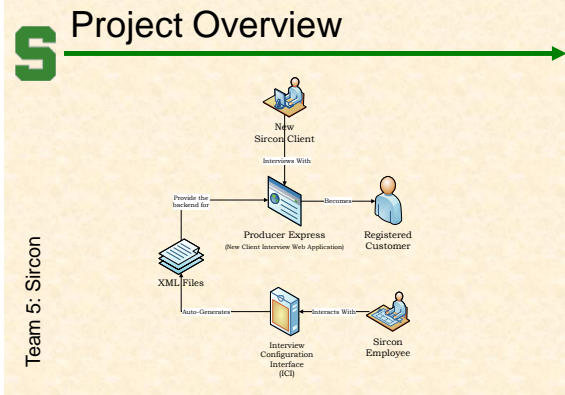 S
Project Overview
New
Sircon Client
Interviews With
Provide the
backend for
Becomes
Producer Express
(New Client Interview Web Application)
Registered
Customer
XML Files
Auto-Generates
Interacts With
Interview
Configuration
Interface
(ICI)
Sircon
Employee
Team 5: Sircon